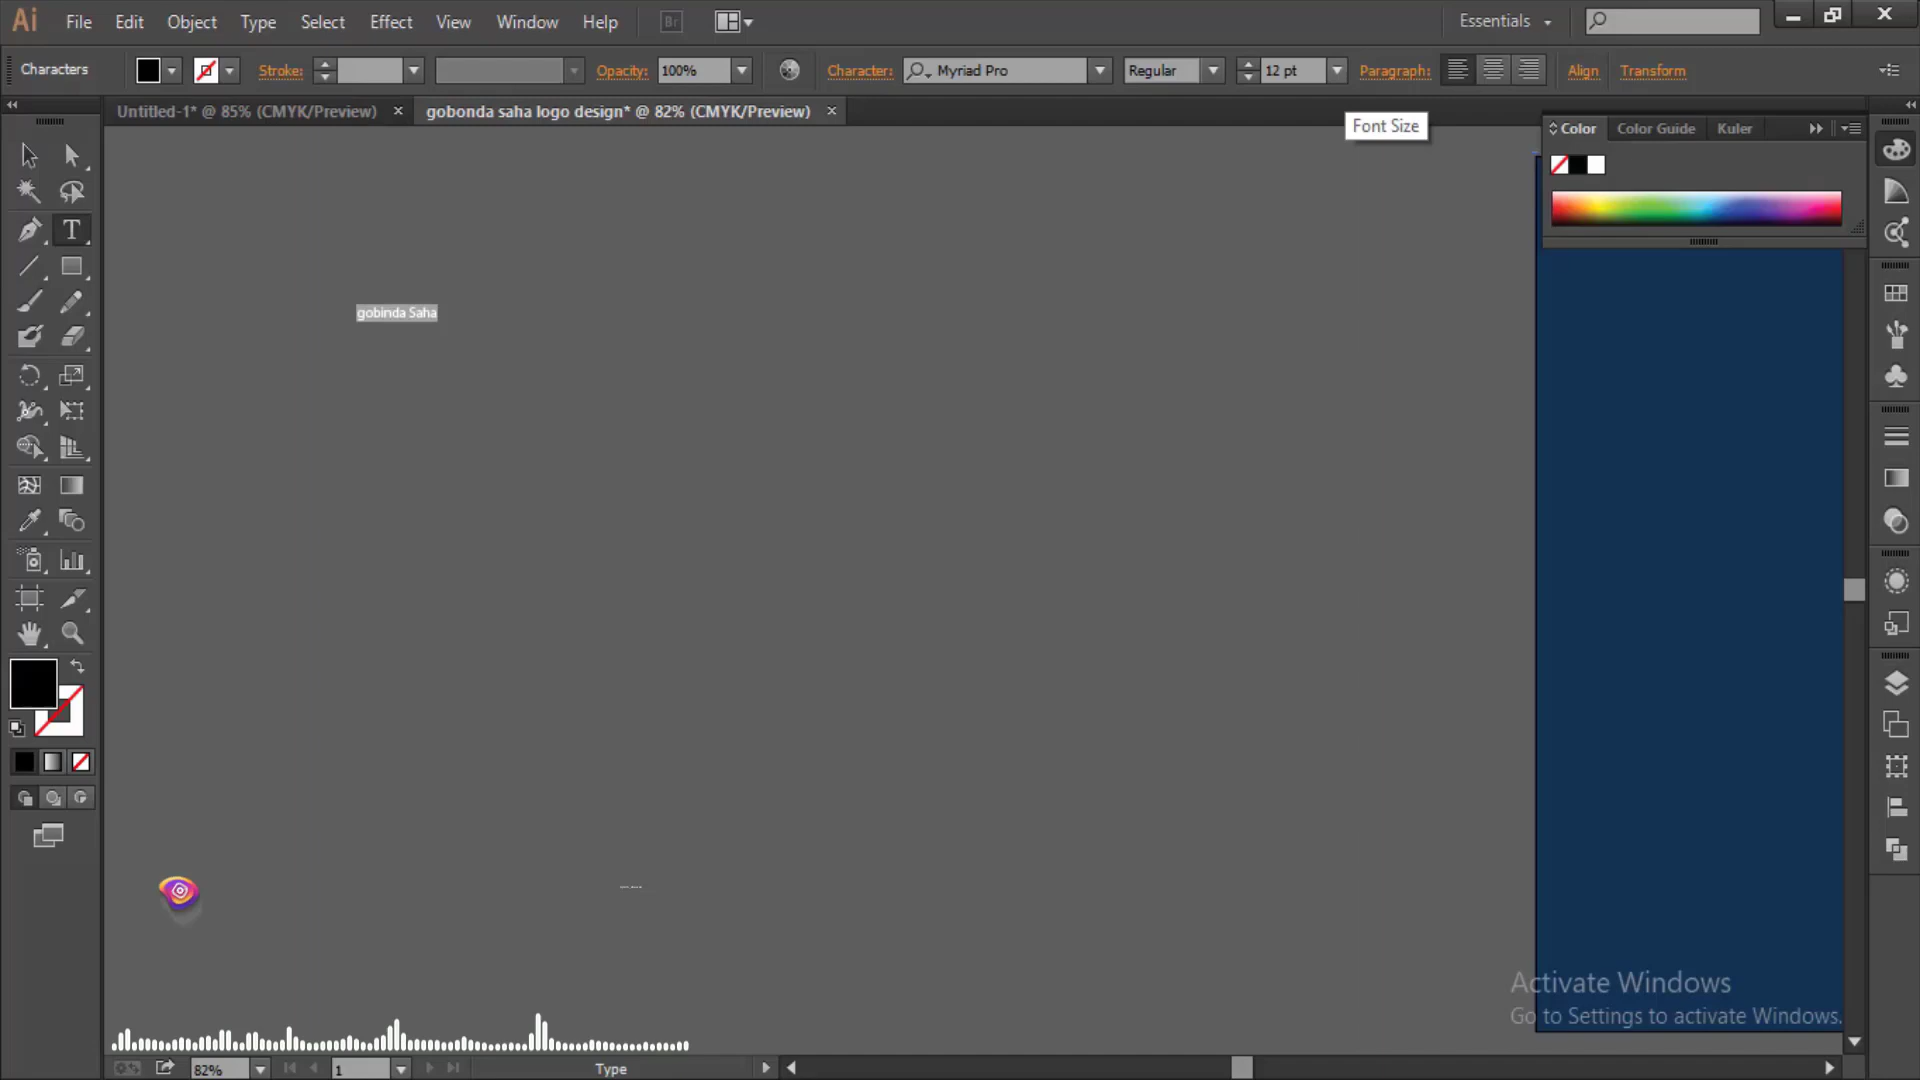 Ai File Edit Object Type Select Effect View Window Help Br Essentials
Characters Stroke: Opacity: 100% Character: Myriad Pro Regular 12 pt Paragraph: Align Transform
Untitled-1* @ 85% (CMYK/Preview) gobonda saha logo design* @ 82% (CMYK/Preview)
Font Size
Color Color Guide Kuler
gobinda Saha
Activate Windows
Go to Settings to activate Windows.
82% 1 Type